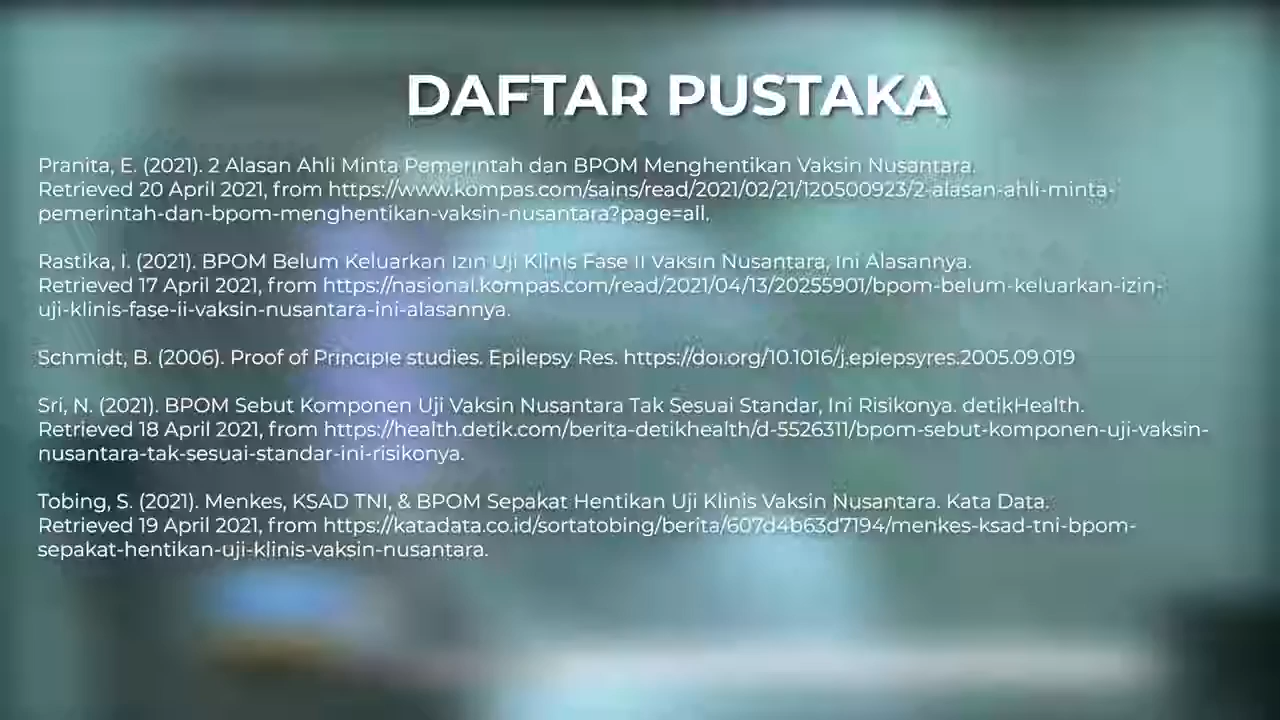 DAFTAR PUSTAKA
Pranita, E. (2021). 2 Alasan Ahli Minta Pemerintah dan BPOM Menghentikan Vaksin Nusantara.
Retrieved 20 April 2021, from https://www.kompas.com/sains/read/2021/02/21/120500923/2-alasan-ahli-minta-
pemerintah-dan-bpom-menghentikan-vaksin-nusantara?page=all.
Rastika, I. (2021). BPOM Belum Keluarkan Izin Uji Klinis Fase II Vaksin Nusantara, Ini Alasannya.
Retrieved 17 April 2021, from https://nasional.kompas.com/read/2021/04/13/20255901/bpom-belum-keluarkan-izin-
uji-klinis-fase-ii-vaksin-nusantara-ini-alasannya.
Schmidt, B. (2006). Proof of Principle studies. Epilepsy Res. https://doi.org/10.1016/j.eplepsyres.2005.09.019
Sri, N. (2021). BPOM Sebut Komponen Uji Vaksin Nusantara Tak Sesuai Standar, Ini Risikonya. detikHealth.
Retrieved 18 April 2021, from https://health.detik.com/berita-detikhealth/d-5526311/bpom-sebut-komponen-uji-vaksin-
nusantara-tak-sesuai-standar-ini-risikonya.
Tobing, S. (2021). Menkes, KSAD TNI, & BPOM Sepakat Hentikan Uji Klinis Vaksin Nusantara. Kata Data.
Retrieved 19 April 2021, from https://katadata.co.id/sortatobing/berita/607d4b63d7194/menkes-ksad-tni-bpom-
sepakat-hentikan-uji-klinis-vaksin-nusantara.